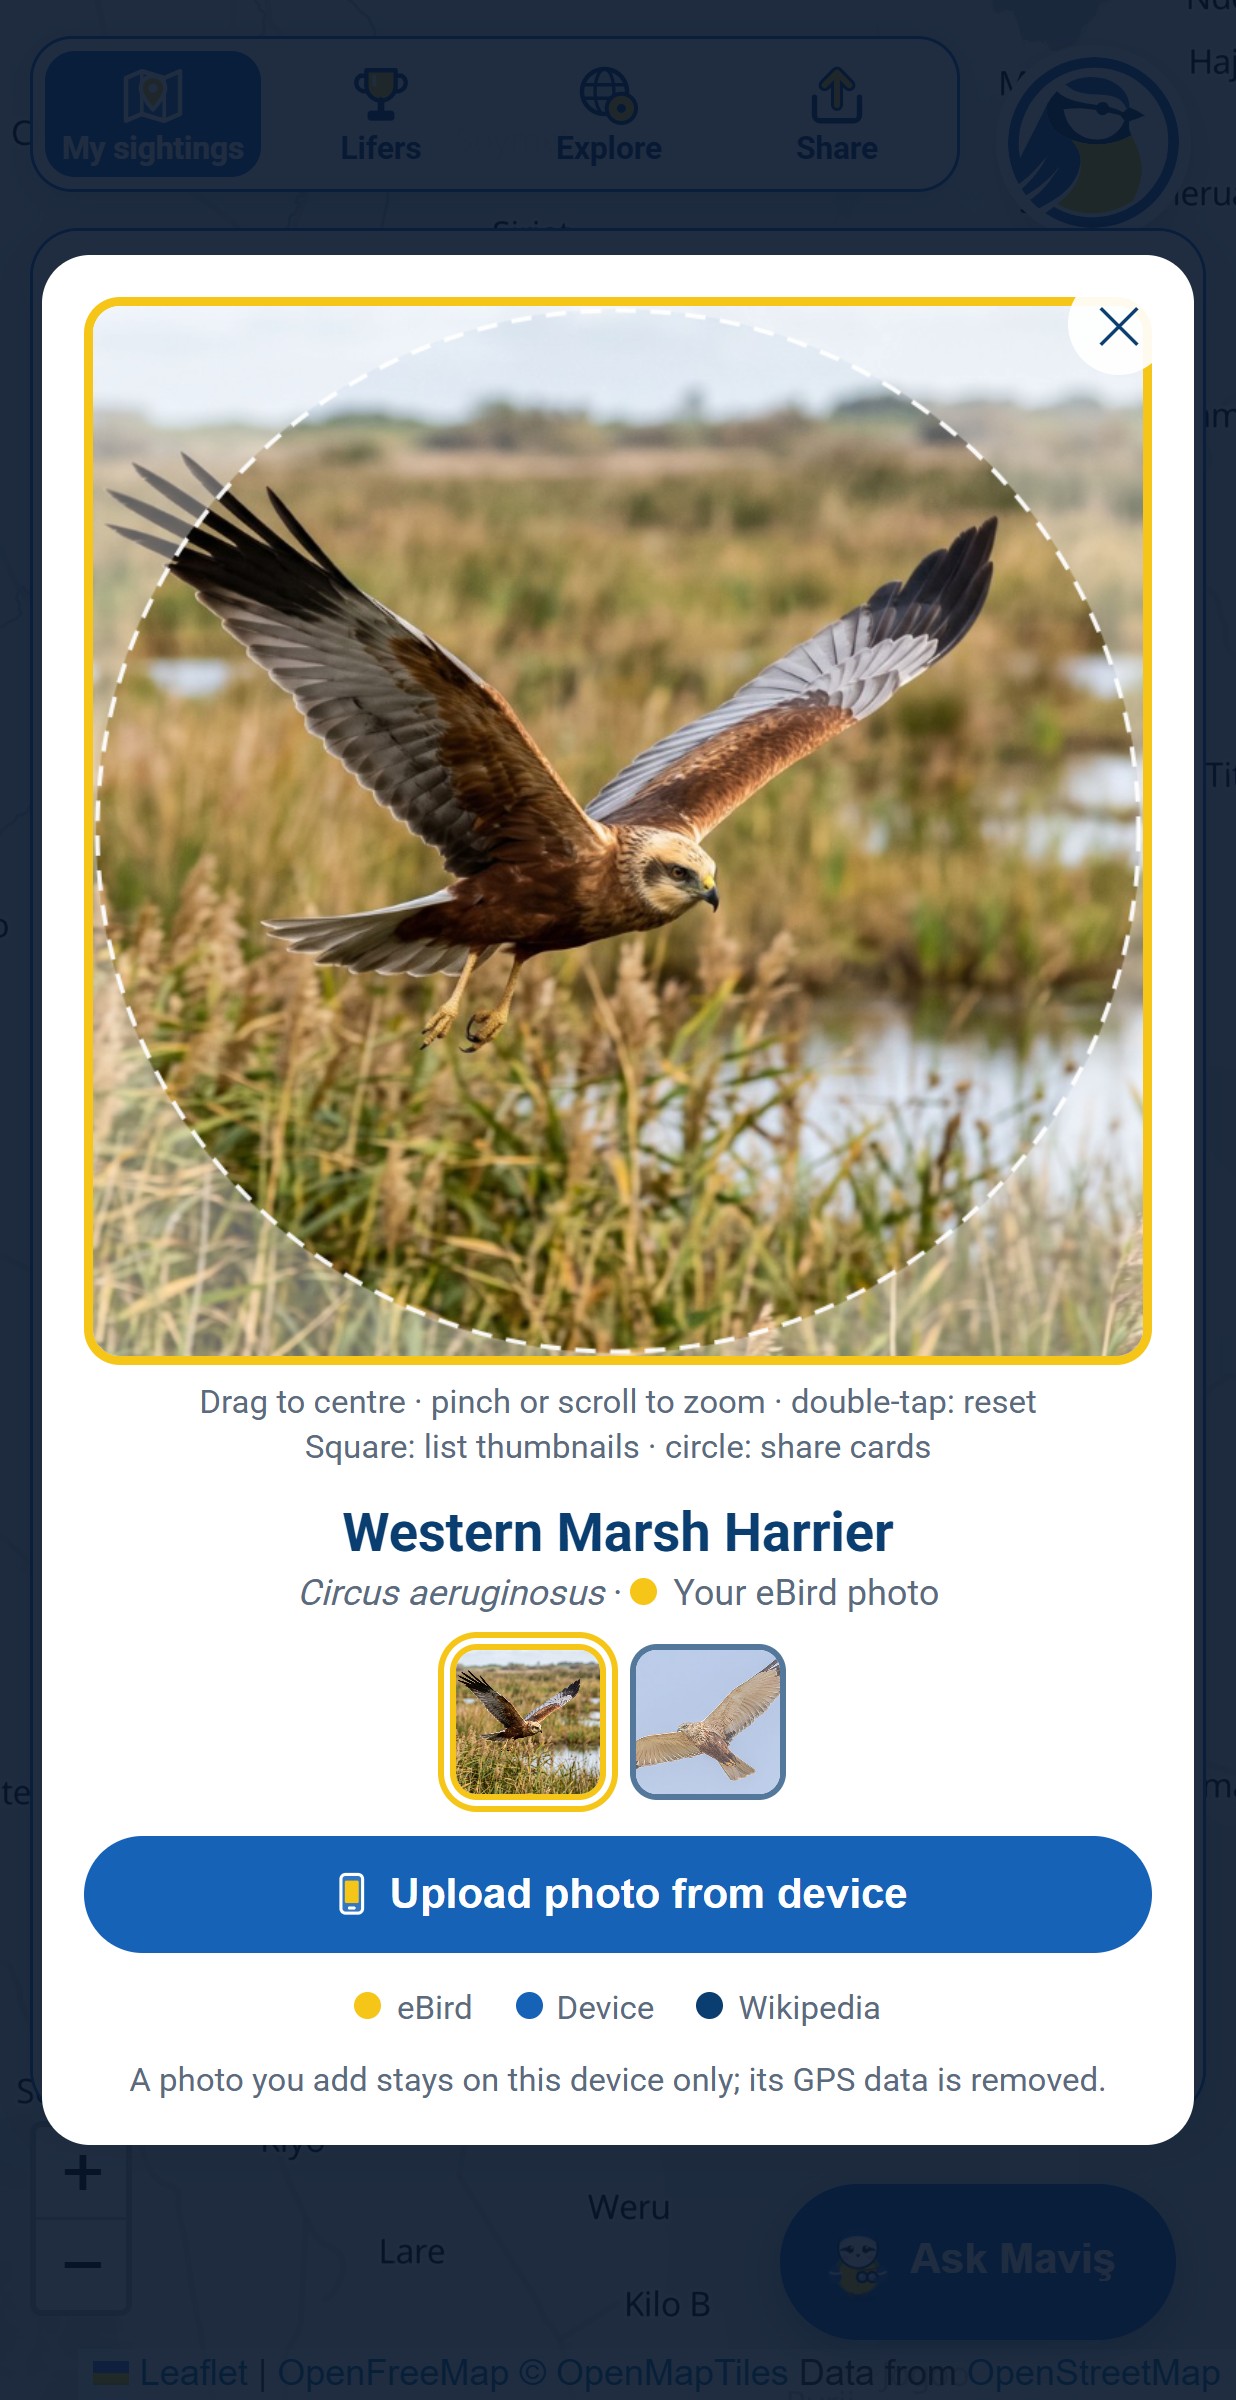 My sightings
Lifers
Explore
Share
Drag to centre · pinch or scroll to zoom · double-tap: reset
Square: list thumbnails · circle: share cards
Western Marsh Harrier
Circus aeruginosus · Your eBird photo
Upload photo from device
eBird Device Wikipedia
A photo you add stays on this device only; its GPS data is removed.
+
Weru
Lare
−
Kilo B
Ask Maviş
Leaflet | OpenFreeMap © OpenMapTiles Data from OpenStreetMap